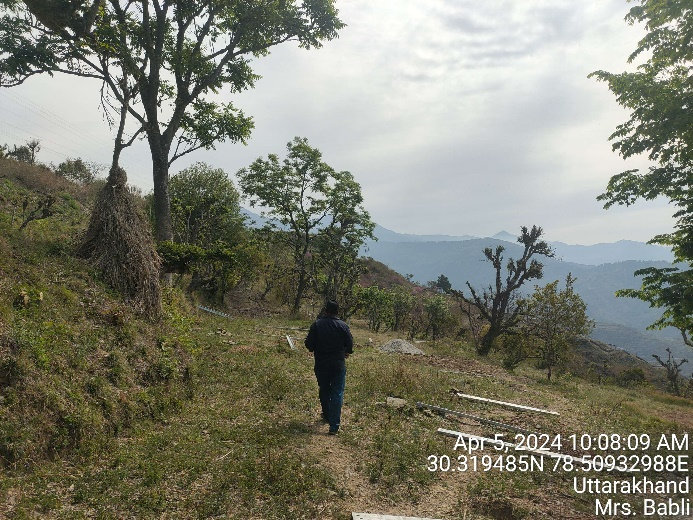 Apr 5, 2024 10:08:09 AM
30.319485N 78.50932988E
Uttarakhand
Mrs. Babli